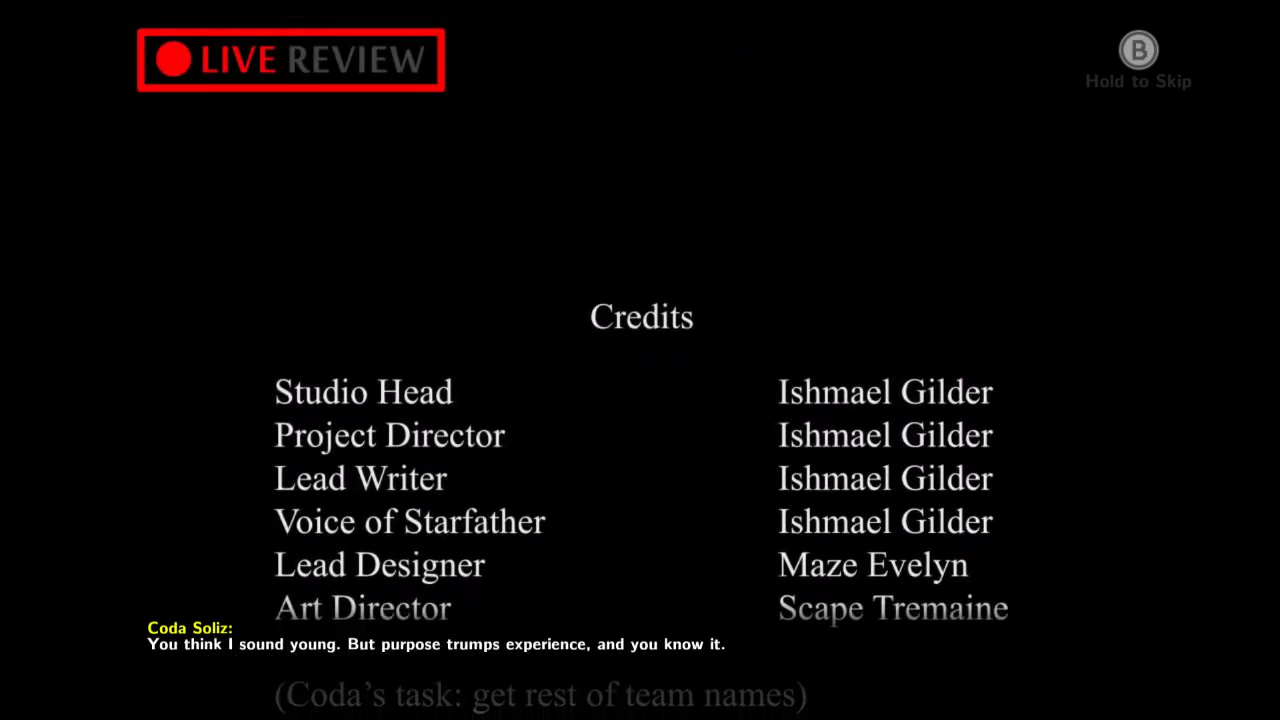 LIVE REVIEW
B
Hold to Skip
Credits
Studio Head Ishmael Gilder
Project Director Ishmael Gilder
Lead Writer Ishmael Gilder
Voice of Starfather Ishmael Gilder
Lead Designer Maze Evelyn
Art Director Scape Tremaine
Coda Soliz:
You think I sound young. But purpose trumps experience, and you know it.
(Coda's task: get rest of team names)